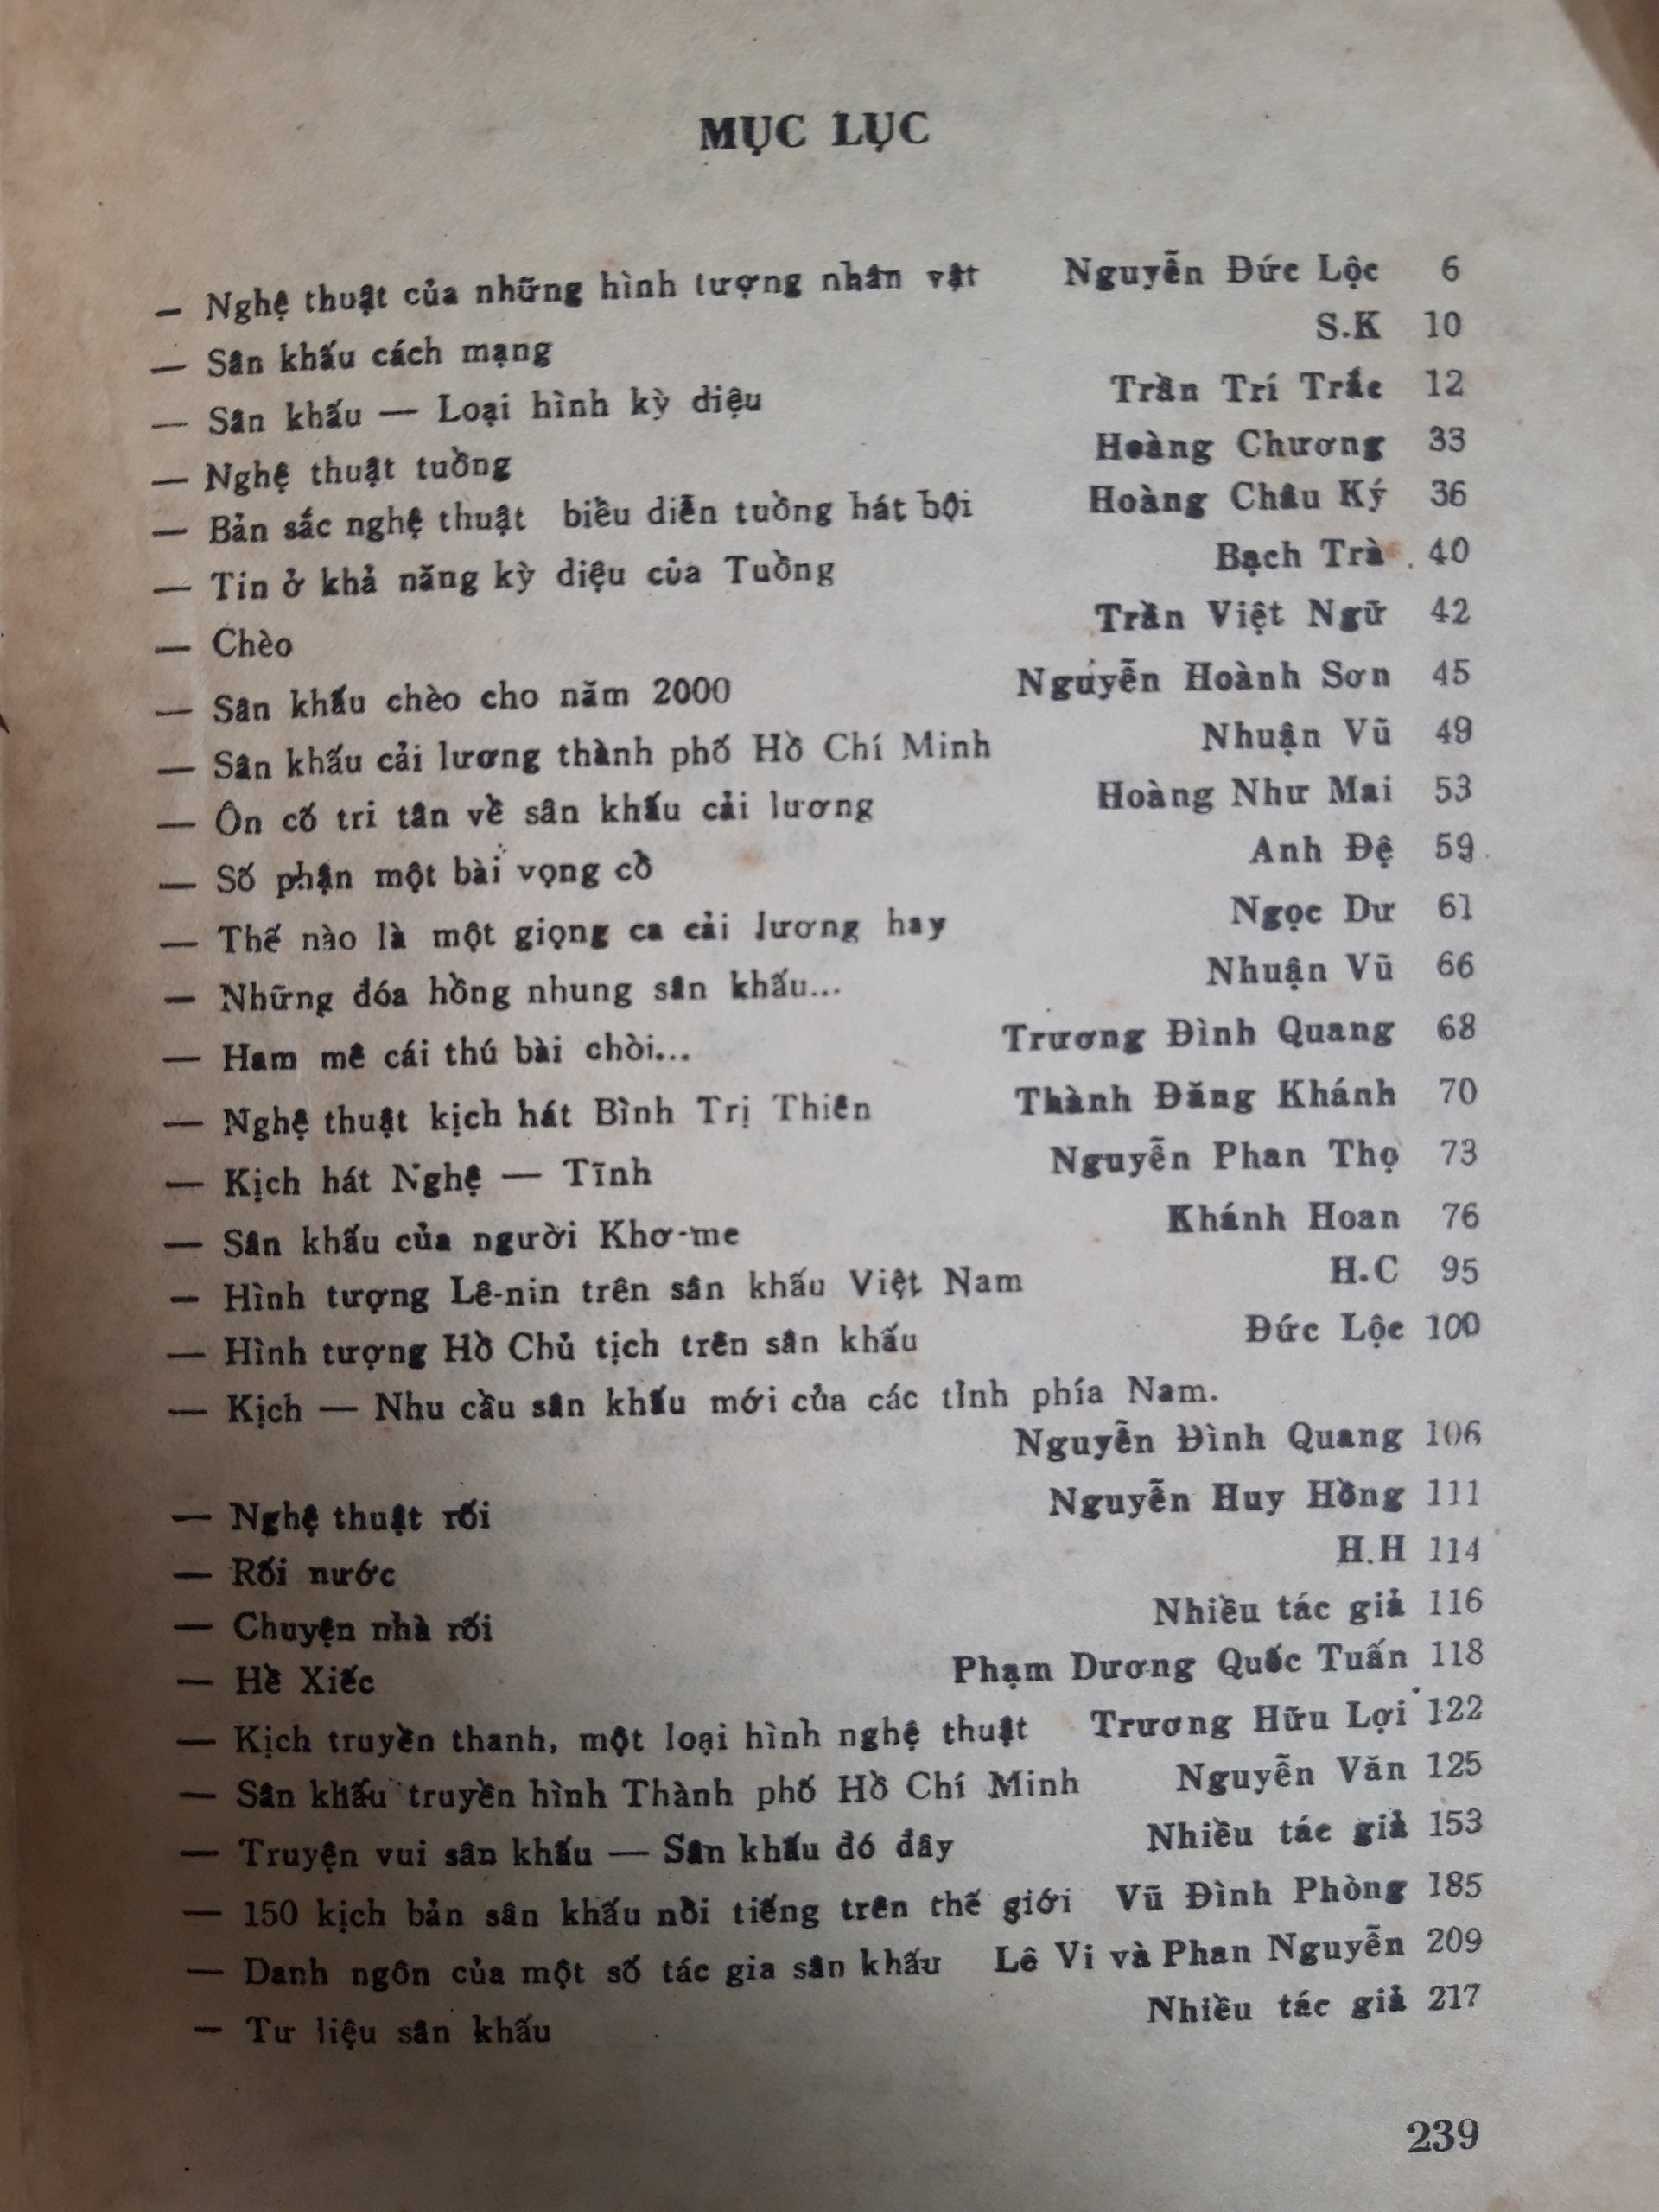 MỤC LỤC
— Nghệ thuật của những hình tượng nhân vật Nguyễn Đức Lộc 6
— Sân khấu cách mạng S.K 10
— Sân khấu — Loại hình kỳ diệu Trần Trí Trắc 12
— Nghệ thuật tuồng Hoàng Chương 33
— Bản sắc nghệ thuật biểu diễn tuồng hát bội Hoàng Châu Ký 36
— Tin ở khả năng kỳ diệu của Tuồng Bạch Trà 40
— Chèo Trần Việt Ngữ 42
— Sân khấu chèo cho năm 2000 Nguyễn Hoành Sơn 45
— Sân khấu cải lương thành phố Hồ Chí Minh Nhuận Vũ 49
— Ôn cố tri tân về sân khấu cải lương Hoàng Như Mai 53
— Số phận một bài vọng cổ Anh Đệ 59
— Thế nào là một giọng ca cải lương hay Ngọc Dư 61
— Những đóa hồng nhung sân khấu... Nhuận Vũ 66
— Ham mê cái thú bài chòi... Trương Đình Quang 68
— Nghệ thuật kịch hát Bình Trị Thiên Thành Đăng Khánh 70
— Kịch hát Nghệ — Tĩnh Nguyễn Phan Thọ 73
— Sân khấu của người Khơ-me Khánh Hoan 76
— Hình tượng Lê-nin trên sân khấu Việt Nam H.C 95
— Hình tượng Hồ Chủ tịch trên sân khấu Đức Lộc 100
— Kịch — Nhu cầu sân khấu mới của các tỉnh phía Nam.
Nguyễn Đình Quang 106
— Nghệ thuật rối Nguyễn Huy Hồng 111
— Rối nước H.H 114
— Chuyện nhà rối Nhiều tác giả 116
— Hề Xiếc Phạm Dương Quốc Tuấn 118
— Kịch truyền thanh, một loại hình nghệ thuật Trương Hữu Lợi 122
— Sân khấu truyền hình Thành phố Hồ Chí Minh Nguyễn Văn 125
— Truyện vui sân khấu — Sân khấu đó đây Nhiều tác giả 153
— 150 kịch bản sân khấu nổi tiếng trên thế giới Vũ Đình Phòng 185
— Danh ngôn của một số tác gia sân khấu Lê Vi và Phan Nguyễn 209
— Tư liệu sân khấu Nhiều tác giả 217
239